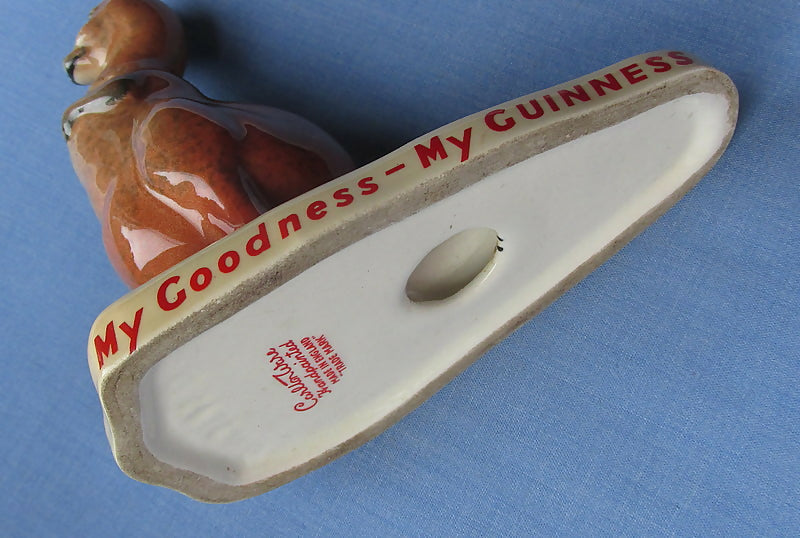 My Goodness – My GUINNESS
Carlton Ware
Handpainted
MADE IN ENGLAND
"TRADE MARK"